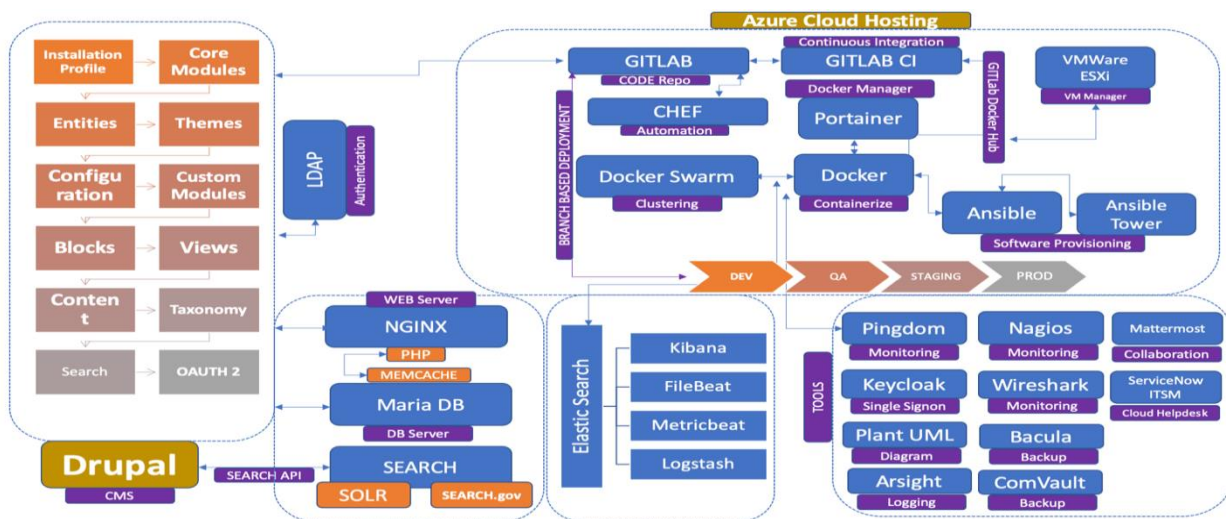 Installation
Profile
Core
Modules
Entities
Themes
Configu
ration
Custom
Modules
Blocks
Views
Conten
t
Taxonomy
Search
OAUTH 2
Drupal
CMS
LDAP
Authentication
SEARCH API
WEB Server
NGINX
PHP
MEMCACHE
Maria DB
DB Server
SEARCH
SOLR
SEARCH.gov
Azure Cloud Hosting
GITLAB
CODE Repo
Continuous Integration
GITLAB CI
CHEF
Automation
Docker Manager
Portainer
GITLab Docker Hub
VMWare
ESXi
VM Manager
BRANCH BASED DEPLOYMENT
Docker Swarm
Clustering
Docker
Containerize
Ansible
Ansible
Tower
Software Provisioning
DEV
QA
STAGING
PROD
Elastic Search
Kibana
FileBeat
Metricbeat
Logstash
TOOLS
Pingdom
Monitoring
Nagios
Monitoring
Mattermost
Collaboration
Keycloak
Single Signon
Wireshark
Monitoring
ServiceNow
ITSM
Cloud Helpdesk
Plant UML
Diagram
Bacula
Backup
Arsight
Logging
ComVault
Backup